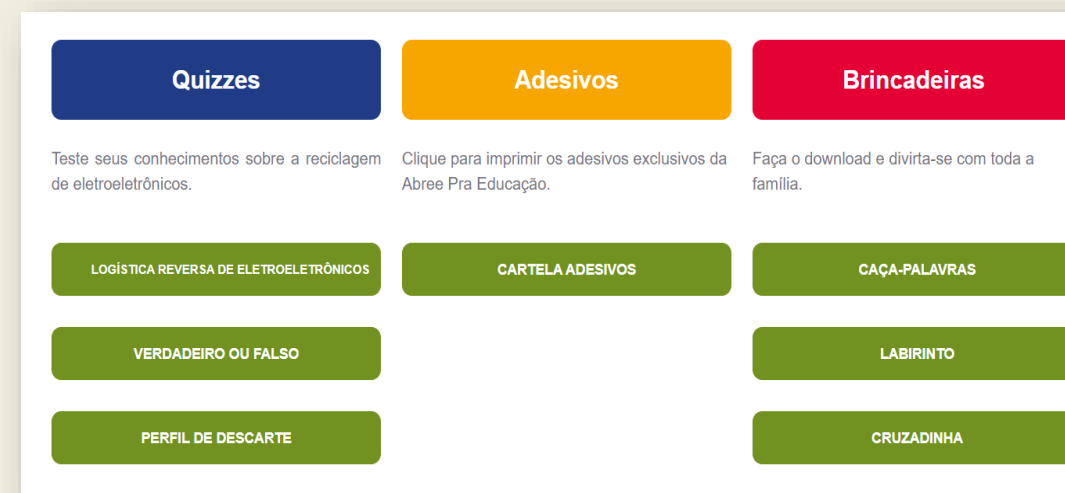 Quizzes
Teste seus conhecimentos sobre a reciclagem
de eletroeletrônicos.
LOGÍSTICA REVERSA DE ELETROELETRÔNICOS
VERDADEIRO OU FALSO
PERFIL DE DESCARTE
Adesivos
Clique para imprimir os adesivos exclusivos da
Abree Pra Educação.
CARTELA ADESIVOS
Brincadeiras
Faça o download e divirta-se com toda a
família.
CAÇA-PALAVRAS
LABIRINTO
CRUZADINHA